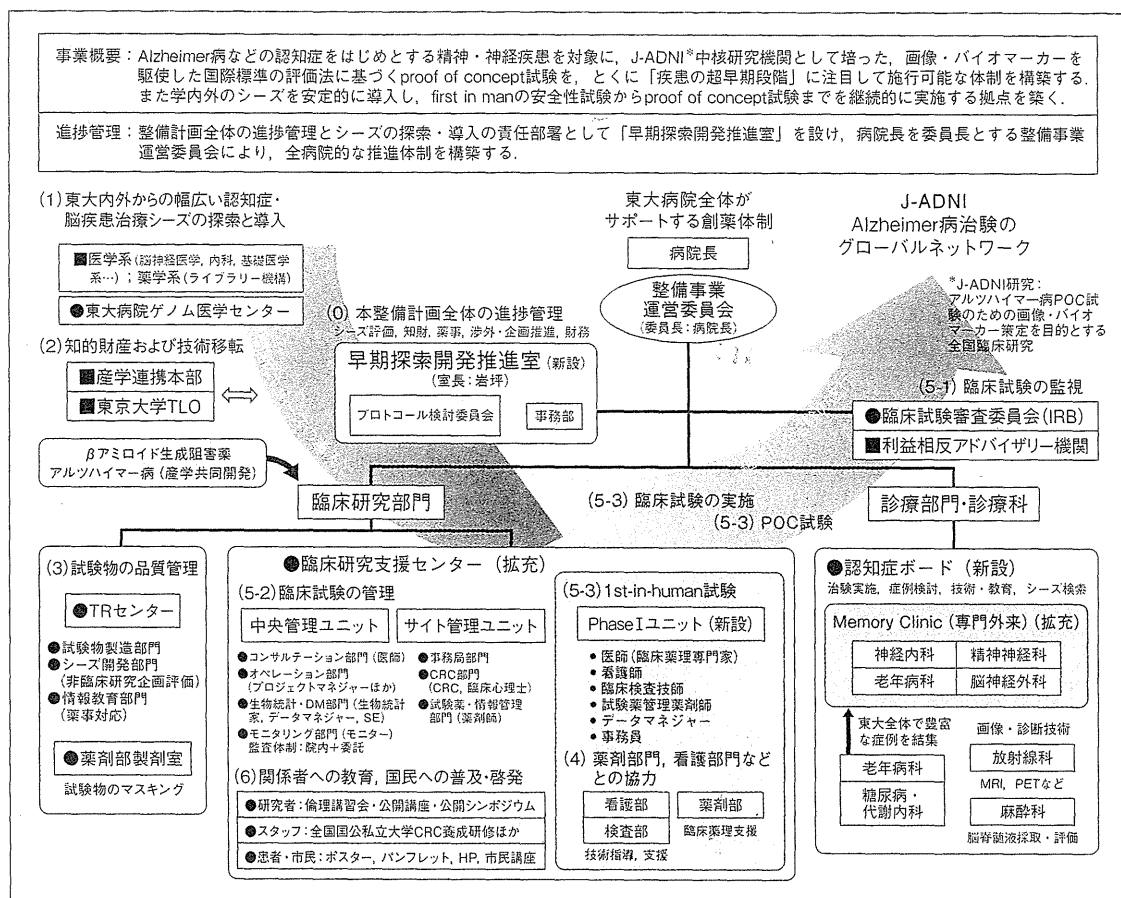 事業概要：Alzheimer病などの認知症をはじめとする精神・神経疾患を対象に，J-ADNI*中核研究機関として培った，画像・バイオマーカーを
駆使した国際標準の評価法に基づくproof of concept試験を，とくに「疾患の超早期段階」に注目して施行可能な体制を構築する．
また学内外のシーズを安定的に導入し，first in manの安全性試験からproof of concept試験までを継続的に実施する拠点を築く．
進捗管理：整備計画全体の進捗管理とシーズの探索・導入の責任部署として「早期探索開発推進室」を設け，病院長を委員長とする整備事業
運営委員会により，全病院的な推進体制を構築する．
(1) 東大内外からの幅広い認知症・
脳疾患治療シーズの探索と導入
■医学系(脳神経医学，内科，基礎医学
系…)；薬学系(ライブラリー機構)
●東大病院ゲノム医学センター
(2) 知的財産および技術移転
■産学連携本部
■東京大学TLO
βアミロイド生成阻害薬
アルツハイマー病(産学共同開発)
東大病院全体が
サポートする創薬体制
病院長
整備事業
運営委員会
(委員長：病院長)
(0) 本整備計画全体の進捗管理
シーズ評価，知財，薬事，渉外・企画推進，財務
早期探索開発推進室(新設)
(室長：岩坪)
プロトコール検討委員会
事務部
J-ADNI
Alzheimer病治験の
グローバルネットワーク
*J-ADNI研究：
アルツハイマー病POC試
験のための画像・バイオ
マーカー策定を目的とする
全国臨床研究
(5-1) 臨床試験の監視
●臨床試験審査委員会(IRB)
■利益相反アドバイザリー機関
臨床研究部門
(5-3) 臨床試験の実施
(5-3) POC試験
診療部門・診療科
(3) 試験物の品質管理
●TRセンター
●試験物製造部門
●シーズ開発部門
(非臨床研究企画評価)
●情報教育部門
(薬事対応)
●薬剤部製剤室
試験物のマスキング
●臨床研究支援センター(拡充)
(5-2) 臨床試験の管理
中央管理ユニット
●コンサルテーション部門(医師)
●オペレーション部門
(プロジェクトマネジャーほか)
●生物統計・DM部門(生物統計
家，データマネジャー，SE)
●モニタリング部門(モニター)
監査体制：院内＋委託
サイト管理ユニット
●事務局部門
●CRC部門
(CRC，臨床心理士)
●試験薬・情報管理
部門(薬剤師)
(6) 関係者への教育，国民への普及・啓発
●研究者：倫理講習会・公開講座・公開シンポジウム
●スタッフ：全国国公私立大学CRC養成研修ほか
●患者・市民：ポスター，パンフレット，HP，市民講座
(5-3) 1st-in-human試験
PhaseⅠユニット(新設)
•医師(臨床薬理専門家)
•看護師
•臨床検査技師
•試験薬管理薬剤師
•データマネジャー
•事務員
(4) 薬剤部門，看護部門など
との協力
看護部
検査部
技術指導，支援
薬剤部
臨床薬理支援
●認知症ボード(新設)
治験実施，症例検討，技術・教育，シーズ検索
Memory Clinic(専門外来)(拡充)
神経内科 精神神経科
老年病科 脳神経外科
東大全体で豊富
な症例を結集
老年病科
糖尿病・
代謝内科
画像・診断技術
放射線科
MRI，PETなど
麻酔科
脳脊髄液採取・評価